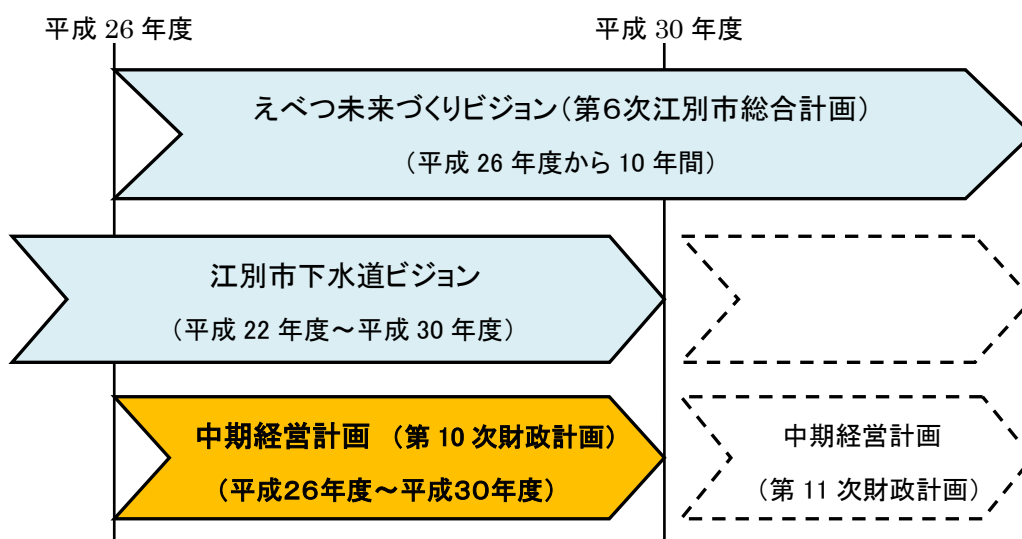 平成 26 年度
平成 30 年度
えべつ未来づくりビジョン（第６次江別市総合計画）
（平成 26 年度から 10 年間）
江別市下水道ビジョン
（平成 22 年度～平成 30 年度）
中期経営計画　（第 10 次財政計画）
（平成２６年度～平成３０年度）
中期経営計画
（第 11 次財政計画）